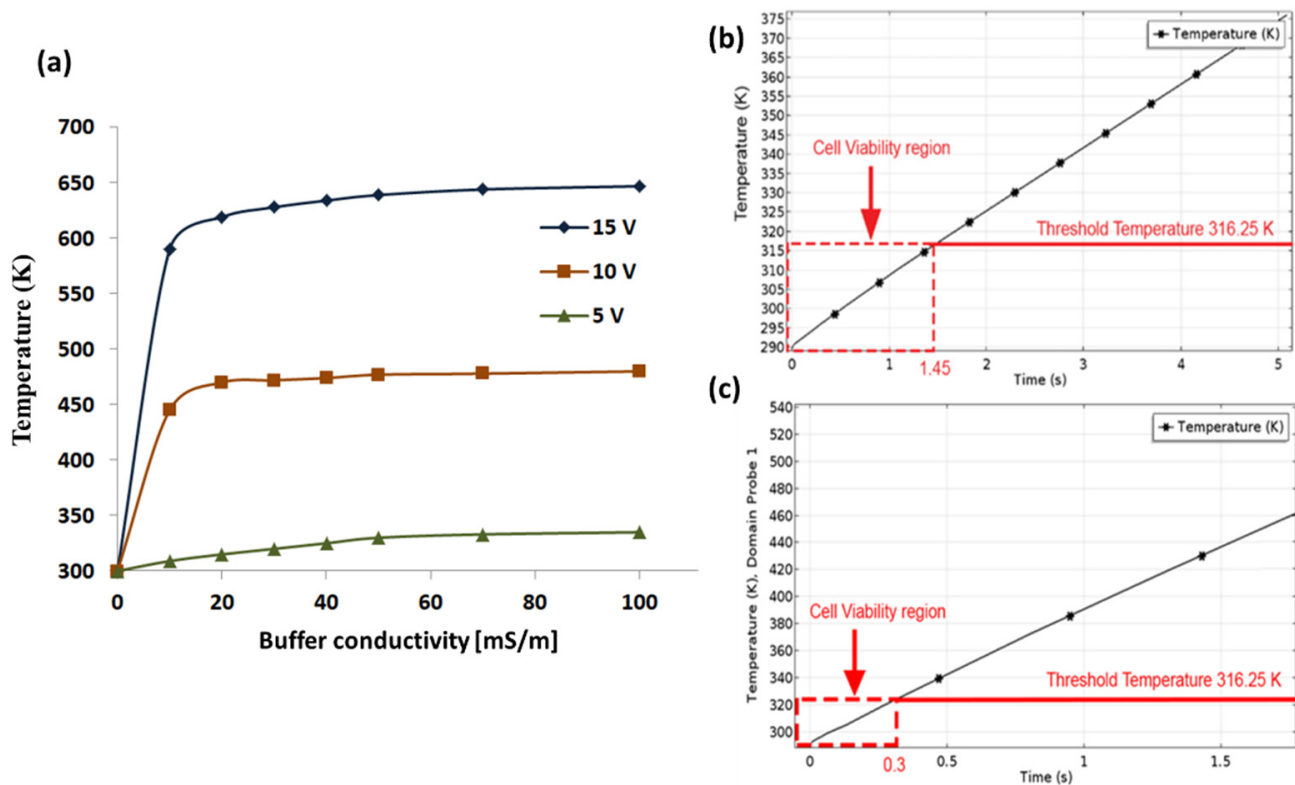 (a)
Temperature (K)
700
650
600
550
500
450
400
350
300
0 20 40 60 80 100
Buffer conductivity [mS/m]
15 V
10 V
5 V
(b)
Temperature (K)
375
370
365
360
355
350
345
340
335
330
325
320
315
310
305
300
295
290
Temperature (K)
Cell Viability region
Threshold Temperature 316.25 K
0 1 2 3 4 5
1.45
Time (s)
(c)
Temperature (K), Domain Probe 1
540
520
500
480
460
440
420
400
380
360
340
320
300
Temperature (K)
Cell Viability region
Threshold Temperature 316.25 K
0 0.5 1 1.5
0.3
Time (s)